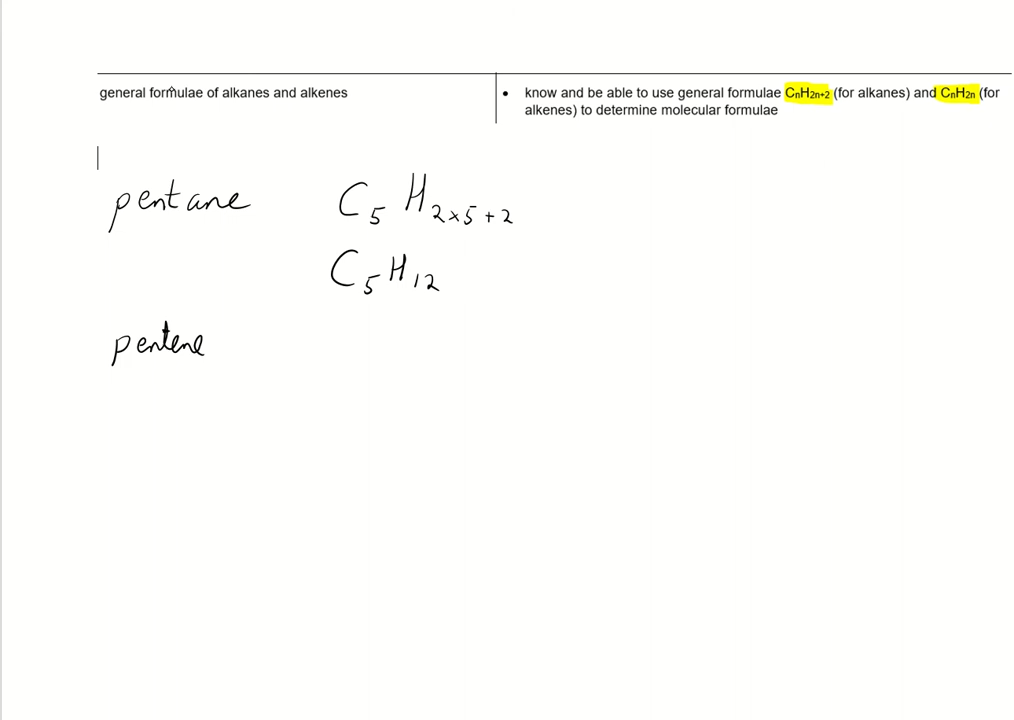 general formulae of alkanes and alkenes
• know and be able to use general formulae CnH2n+2 (for alkanes) and CnH2n (for
alkenes) to determine molecular formulae
pentane C5 H2×5+2
C5H12
pentene